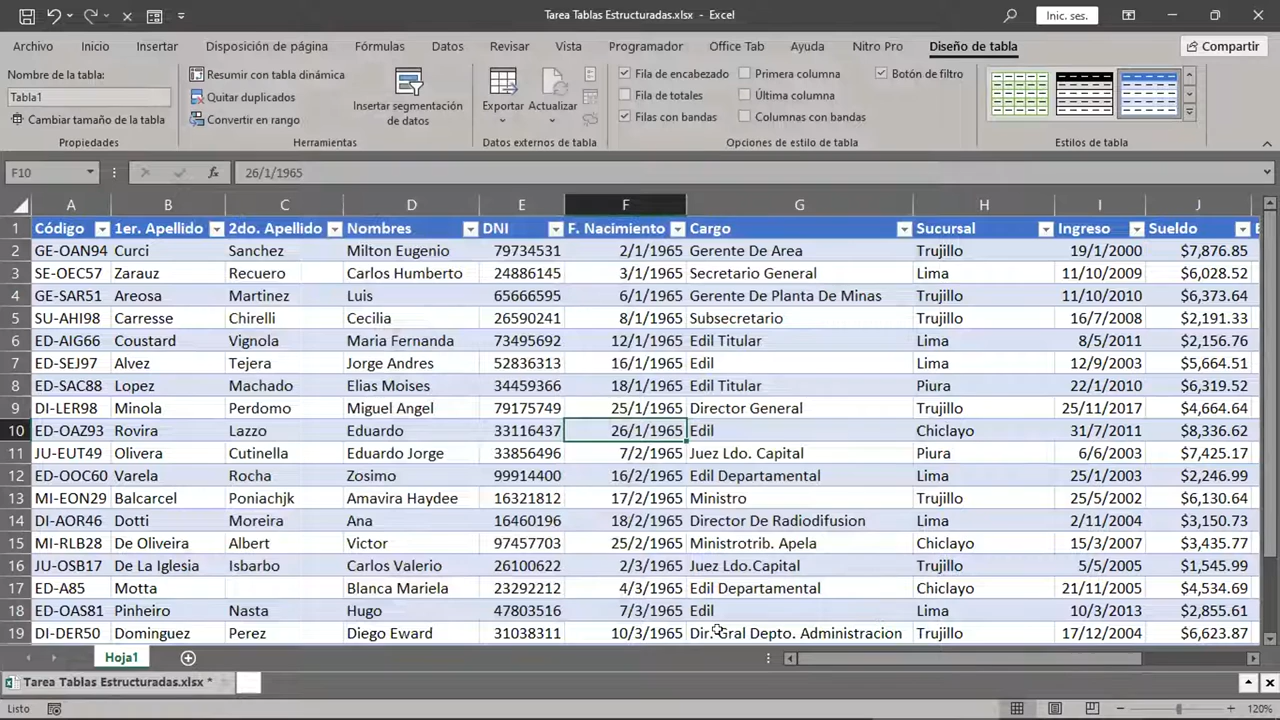 Tarea Tablas Estructuradas.xlsx - Excel
Inic. ses.
Archivo Inicio Insertar Disposición de página Fórmulas Datos Revisar Vista Programador Office Tab Ayuda Nitro Pro Diseño de tabla Compartir
Nombre de la tabla:
Tabla1
Cambiar tamaño de la tabla
Propiedades
Resumir con tabla dinámica
Quitar duplicados
Convertir en rango
Insertar segmentación
de datos
Herramientas
Exportar Actualizar
Datos externos de tabla
Fila de encabezado Primera columna Botón de filtro
Fila de totales Última columna
Filas con bandas Columnas con bandas
Opciones de estilo de tabla
Estilos de tabla
F10 fx 26/1/1965
A B C D E F G H I J
1 Código 1er. Apellido 2do. Apellido Nombres DNI F. Nacimiento Cargo Sucursal Ingreso Sueldo
2 GE-OAN94 Curci Sanchez Milton Eugenio 79734531 2/1/1965 Gerente De Area Trujillo 19/1/2000 $7,876.85
3 SE-OEC57 Zarauz Recuero Carlos Humberto 24886145 3/1/1965 Secretario General Lima 11/10/2009 $6,028.52
4 GE-SAR51 Areosa Martinez Luis 65666595 6/1/1965 Gerente De Planta De Minas Trujillo 11/10/2010 $6,373.64
5 SU-AHI98 Carresse Chirelli Cecilia 26590241 8/1/1965 Subsecretario Trujillo 16/7/2008 $2,191.33
6 ED-AIG66 Coustard Vignola Maria Fernanda 73495692 12/1/1965 Edil Titular Lima 8/5/2011 $2,156.76
7 ED-SEJ97 Alvez Tejera Jorge Andres 52836313 16/1/1965 Edil Lima 12/9/2003 $5,664.51
8 ED-SAC88 Lopez Machado Elias Moises 34459366 18/1/1965 Edil Titular Piura 22/1/2010 $6,319.52
9 DI-LER98 Minola Perdomo Miguel Angel 79175749 25/1/1965 Director General Trujillo 25/11/2017 $4,664.64
10 ED-OAZ93 Rovira Lazzo Eduardo 33116437 26/1/1965 Edil Chiclayo 31/7/2011 $8,336.62
11 JU-EUT49 Olivera Cutinella Eduardo Jorge 33856496 7/2/1965 Juez Ldo. Capital Piura 6/6/2003 $7,425.17
12 ED-OOC60 Varela Rocha Zosimo 99914400 16/2/1965 Edil Departamental Lima 25/1/2003 $2,246.99
13 MI-EON29 Balcarcel Poniachjk Amavira Haydee 16321812 17/2/1965 Ministro Trujillo 25/5/2002 $6,130.64
14 DI-AOR46 Dotti Moreira Ana 16460196 18/2/1965 Director De Radiodifusion Lima 2/11/2004 $3,150.73
15 MI-RLB28 De Oliveira Albert Victor 97457703 25/2/1965 Ministrotrib. Apela Chiclayo 15/3/2007 $3,435.77
16 JU-OSB17 De La Iglesia Isbarbo Carlos Valerio 26100622 2/3/1965 Juez Ldo.Capital Trujillo 5/5/2005 $1,545.99
17 ED-A85 Motta Blanca Mariela 23292212 4/3/1965 Edil Departamental Chiclayo 21/11/2005 $4,534.69
18 ED-OAS81 Pinheiro Nasta Hugo 47803516 7/3/1965 Edil Lima 10/3/2013 $2,855.61
19 DI-DER50 Dominguez Perez Diego Eward 31038311 10/3/1965 Dir. Gral Depto. Administracion Trujillo 17/12/2004 $6,623.87
Hoja1
Tarea Tablas Estructuradas.xlsx *
Listo 120%